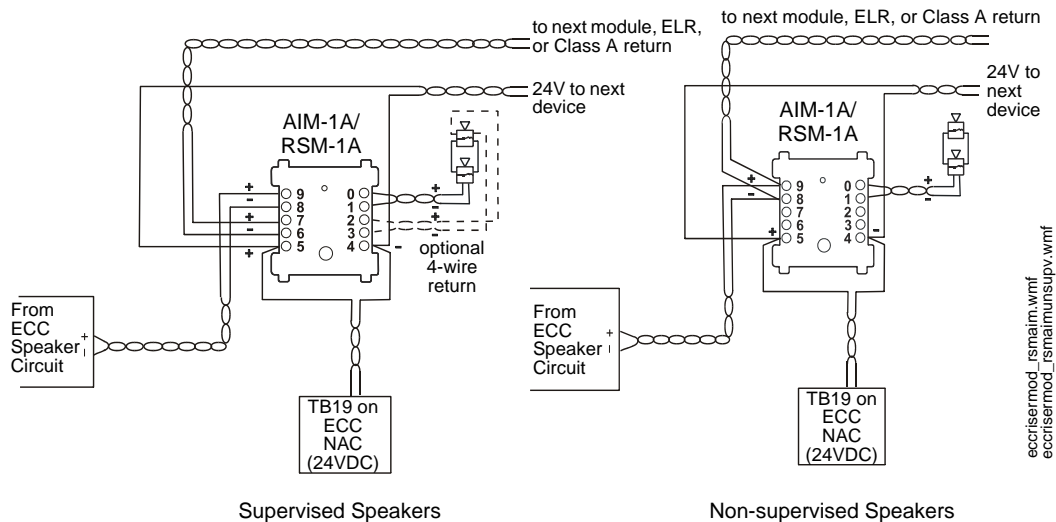 to next module, ELR,
or Class A return
24V to next
device
AIM-1A/
RSM-1A
+
-
+
-
+
9
8
7
6
5
0
1
2
3
4
+
-
+
-
-
optional
4-wire
return
From
ECC
Speaker
Circuit
+
-
TB19 on
ECC
NAC
(24VDC)
Supervised Speakers
to next module, ELR, or Class A return
24V to
next
device
AIM-1A/
RSM-1A
+
-
+
9
8
7
6
5
0
1
2
3
4
+
-
-
From
ECC
Speaker
Circuit
+
-
TB19 on
ECC
NAC
(24VDC)
Non-supervised Speakers
eccrisermod_rsmaim.wmf
eccrisermod_rsmaimunsupv.wmf